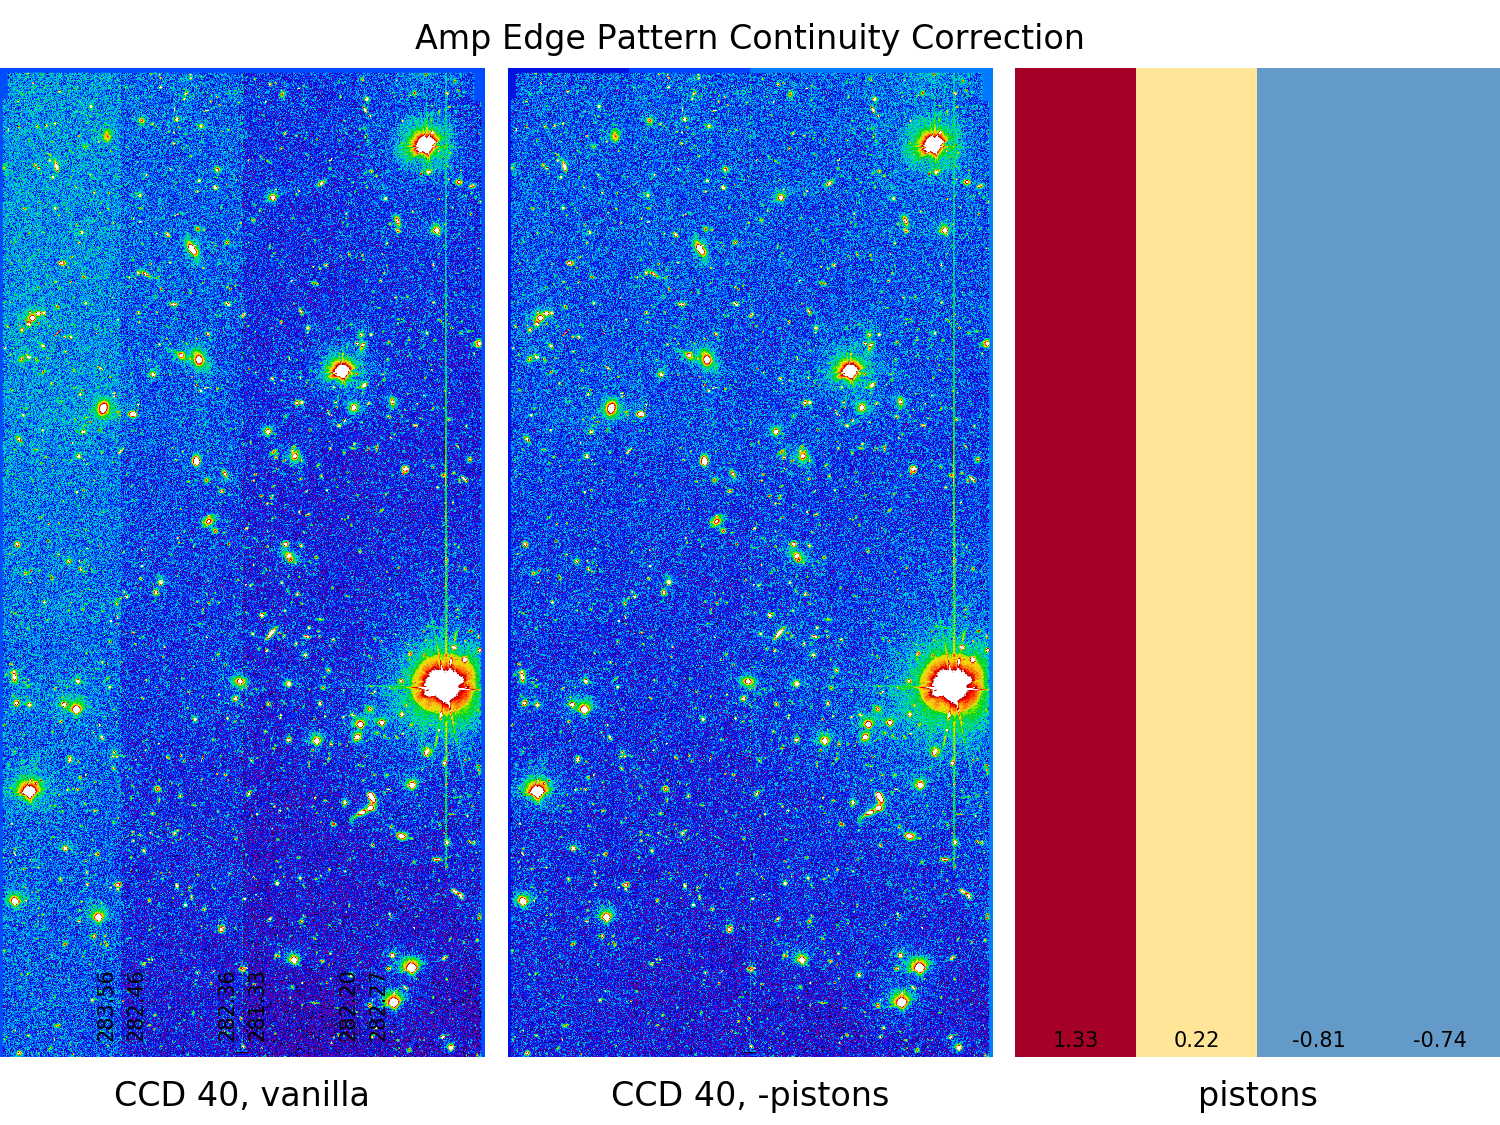 Amp Edge Pattern Continuity Correction
283.56
282.46
282.36
281.33
282.20
282.27
1.33
0.22
-0.81
-0.74
CCD 40, vanilla
CCD 40, -pistons
pistons